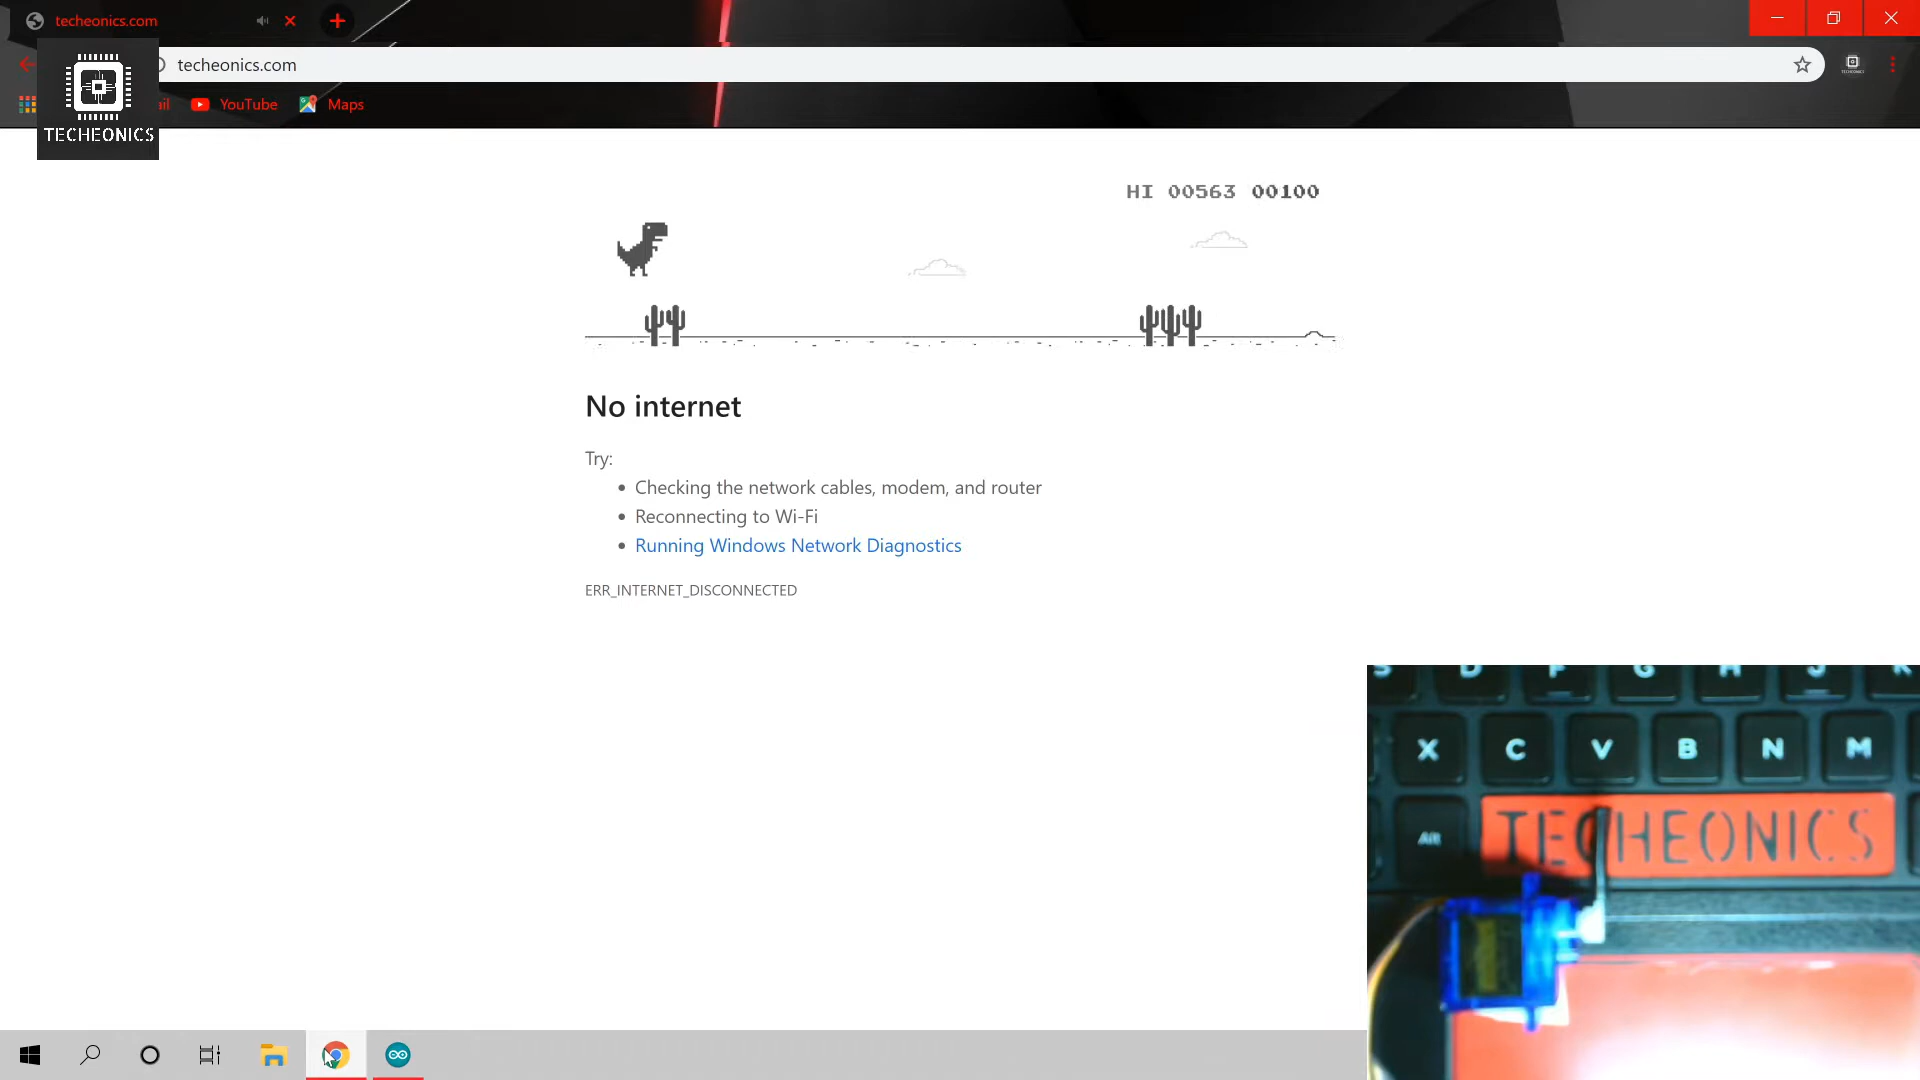 techeonics.com
techeonics.com
TECHEONICS
YouTube
Maps
TECHEONICS
HI 00563 00100
No internet
Try:
Checking the network cables, modem, and router
Reconnecting to Wi-Fi
Running Windows Network Diagnostics
ERR_INTERNET_DISCONNECTED
S D F G H J K
X C V B N M
Alt
TECHEONICS